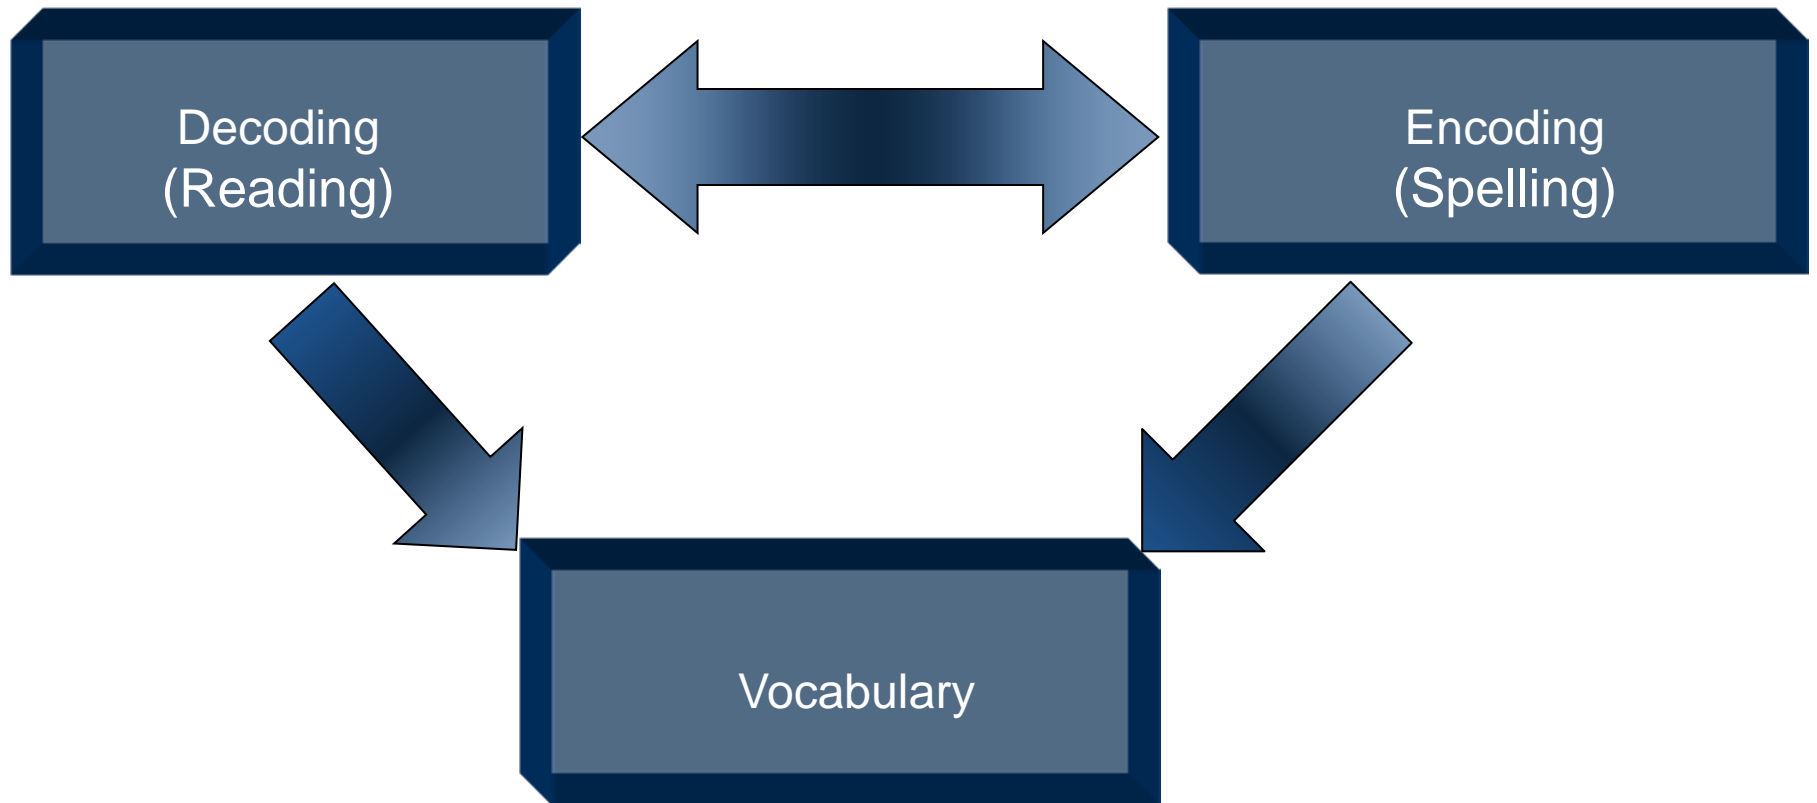 Decoding
(Reading)
Encoding
(Spelling)
Vocabulary